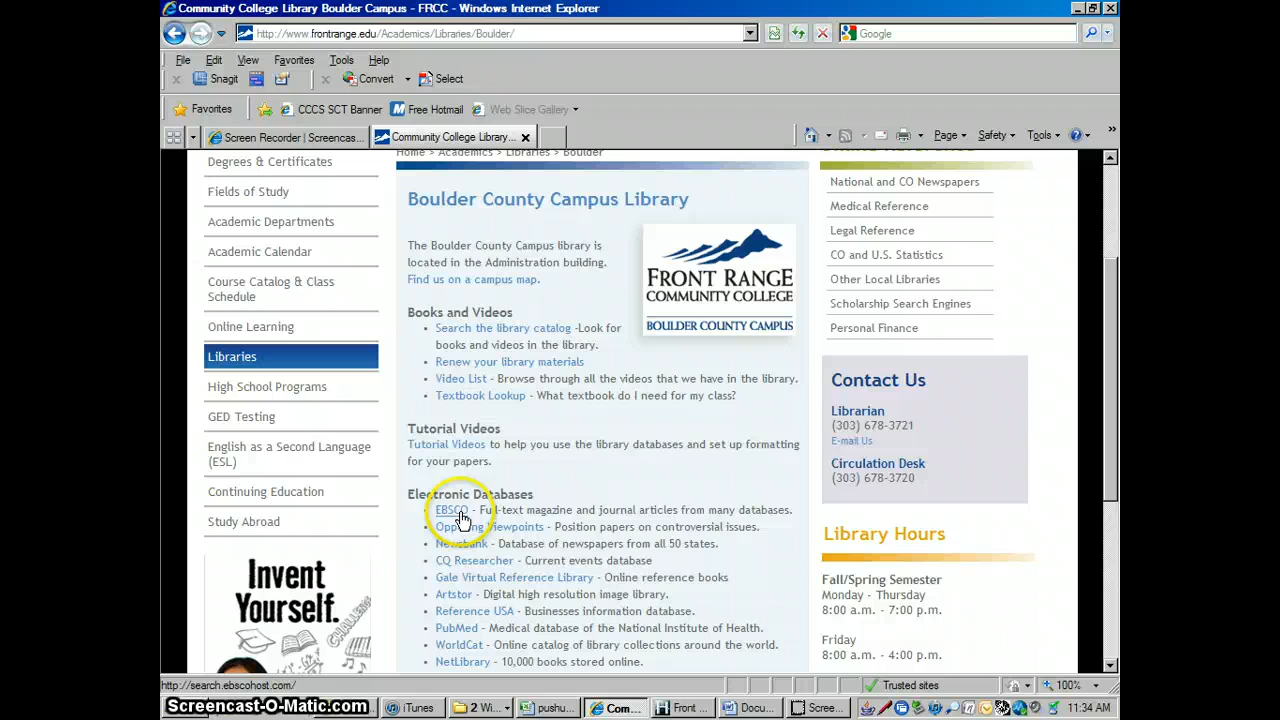 Community College Library Boulder Campus - FRCC - Windows Internet Explorer
http://www.frontrange.edu/Academics/Libraries/Boulder/
Google
File Edit View Favorites Tools Help
Snagit Convert Select
Favorites CCCS SCT Banner Free Hotmail Web Slice Gallery
Screen Recorder | Screencas... Community College Library... Page Safety Tools
Home > Academics > Libraries > Boulder
Degrees & Certificates
Fields of Study
Academic Departments
Academic Calendar
Course Catalog & Class
Schedule
Online Learning
Libraries
High School Programs
GED Testing
English as a Second Language
(ESL)
Continuing Education
Study Abroad
Invent
Yourself.
CHALLENGE
Boulder County Campus Library
The Boulder County Campus library is
located in the Administration building.
Find us on a campus map.
FRONT RANGE
COMMUNITY COLLEGE
BOULDER COUNTY CAMPUS
Books and Videos
• Search the library catalog -Look for
books and videos in the library.
• Renew your library materials
• Video List - Browse through all the videos that we have in the library.
• Textbook Lookup - What textbook do I need for my class?
Tutorial Videos
Tutorial Videos to help you use the library databases and set up formatting
for your papers.
Electronic Databases
• EBSCO - Full-text magazine and journal articles from many databases.
• Opposing Viewpoints - Position papers on controversial issues.
• Newsbank - Database of newspapers from all 50 states.
• CQ Researcher - Current events database
• Gale Virtual Reference Library - Online reference books
• Artstor - Digital high resolution image library.
• Reference USA - Businesses information database.
• PubMed - Medical database of the National Institute of Health.
• WorldCat - Online catalog of library collections around the world.
• NetLibrary - 10,000 books stored online.
National and CO Newspapers
Medical Reference
Legal Reference
CO and U.S. Statistics
Other Local Libraries
Scholarship Search Engines
Personal Finance
Contact Us
Librarian
(303) 678-3721
E-mail Us
Circulation Desk
(303) 678-3720
Library Hours
Fall/Spring Semester
Monday - Thursday
8:00 a.m. - 7:00 p.m.
Friday
8:00 a.m. - 4:00 p.m.
http://search.ebscohost.com/ Trusted sites 100%
Screencast-O-Matic.com iTunes 2 Wi... pushu... Com... Front ... Docu... Scree... 11:34 AM